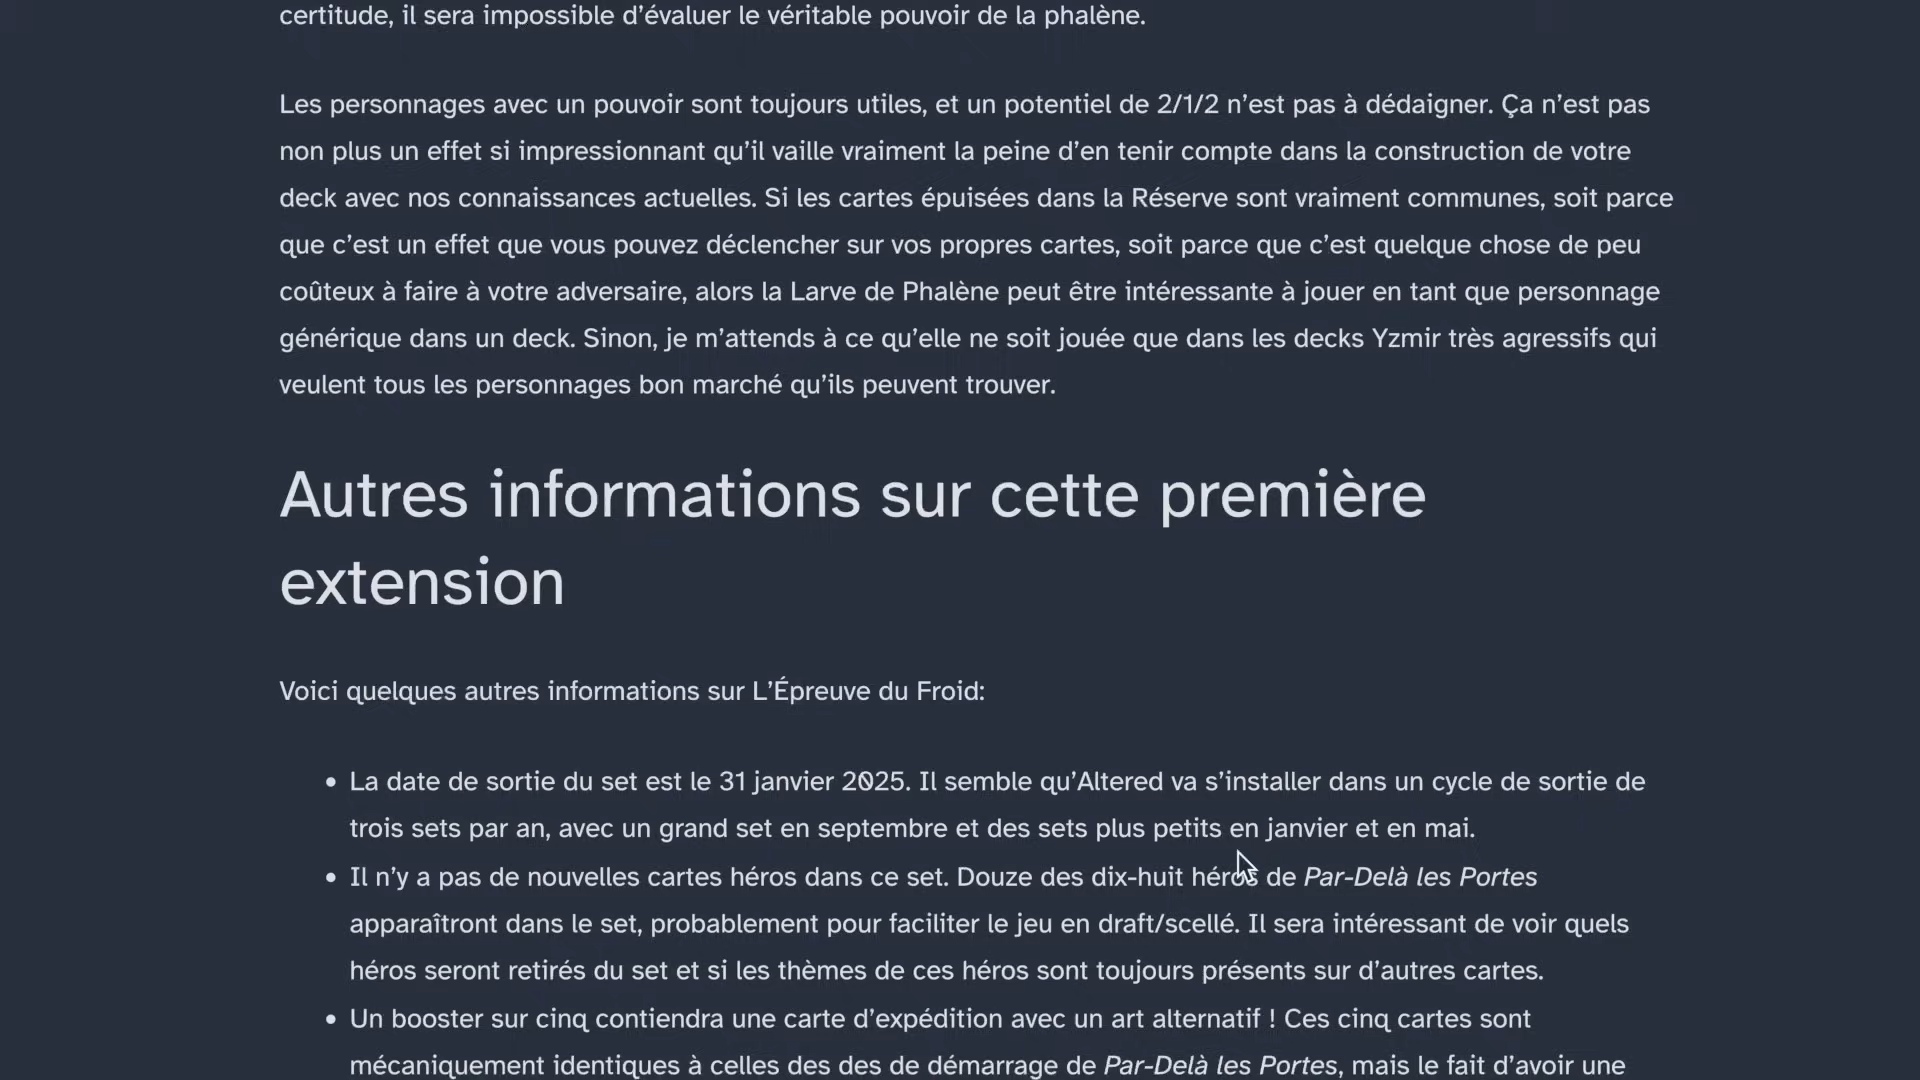 certitude, il sera impossible d’évaluer le véritable pouvoir de la phalène.
Les personnages avec un pouvoir sont toujours utiles, et un potentiel de 2/1/2 n’est pas à dédaigner. Ça n’est pas
non plus un effet si impressionnant qu’il vaille vraiment la peine d’en tenir compte dans la construction de votre
deck avec nos connaissances actuelles. Si les cartes épuisées dans la Réserve sont vraiment communes, soit parce
que c’est un effet que vous pouvez déclencher sur vos propres cartes, soit parce que c’est quelque chose de peu
coûteux à faire à votre adversaire, alors la Larve de Phalène peut être intéressante à jouer en tant que personnage
générique dans un deck. Sinon, je m’attends à ce qu’elle ne soit jouée que dans les decks Yzmir très agressifs qui
veulent tous les personnages bon marché qu’ils peuvent trouver.
Autres informations sur cette première
extension
Voici quelques autres informations sur L’Épreuve du Froid:
• La date de sortie du set est le 31 janvier 2025. Il semble qu’Altered va s’installer dans un cycle de sortie de
trois sets par an, avec un grand set en septembre et des sets plus petits en janvier et en mai.
• Il n’y a pas de nouvelles cartes héros dans ce set. Douze des dix-huit héros de Par-Delà les Portes
apparaîtront dans le set, probablement pour faciliter le jeu en draft/scellé. Il sera intéressant de voir quels
héros seront retirés du set et si les thèmes de ces héros sont toujours présents sur d’autres cartes.
• Un booster sur cinq contiendra une carte d’expédition avec un art alternatif ! Ces cinq cartes sont
mécaniquement identiques à celles des des de démarrage de Par-Delà les Portes, mais le fait d’avoir une